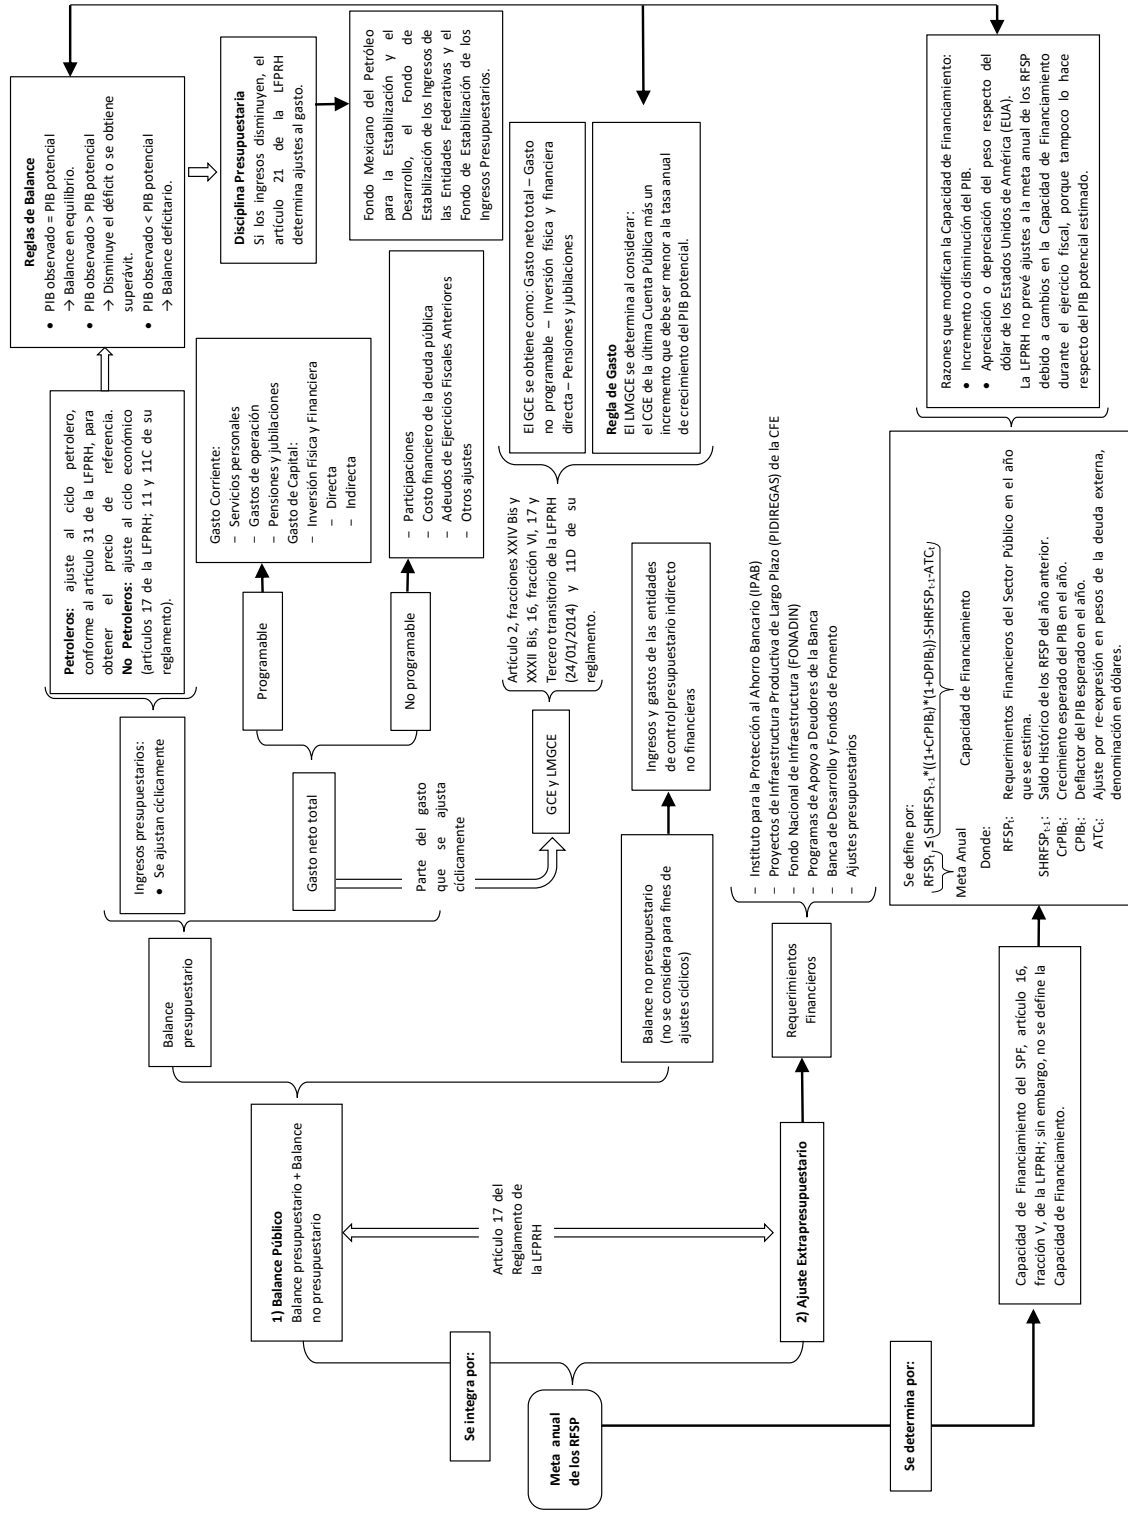 Meta anual
de los RFSP
Se integra por:
1) Balance Público
Balance presupuestario + Balance
no presupuestario
Artículo 17 del
Reglamento de
la LFPRH
2) Ajuste Extrapresupuestario
Balance
presupuestario
Ingresos presupuestarios:
• Se ajustan cíclicamente
Petroleros: ajuste al ciclo petrolero,
conforme al artículo 31 de la LFPRH, para
obtener el precio de referencia.
No Petroleros: ajuste al ciclo económico
(artículos 17 de la LFPRH; 11 y 11C de su
reglamento).
Reglas de Balance
• PIB observado = PIB potencial
→ Balance en equilibrio.
• PIB observado > PIB potencial
→ Disminuye el déficit o se obtiene
superávit.
• PIB observado < PIB potencial
→ Balance deficitario.
Disciplina Presupuestaria
Si los ingresos disminuyen, el
artículo 21 de la LFPRH
determina ajustes al gasto.
Fondo Mexicano del Petróleo
para la Estabilización y el
Desarrollo, el Fondo de
Estabilización de los Ingresos de
las Entidades Federativas y el
Fondo de Estabilización de los
Ingresos Presupuestarios.
Gasto neto total
Programable
Gasto Corriente:
– Servicios personales
– Gastos de operación
– Pensiones y jubilaciones
Gasto de Capital:
– Inversión Física y Financiera
– Directa
– Indirecta
No programable
– Participaciones
– Costo financiero de la deuda pública
– Adeudos de Ejercicios Fiscales Anteriores
– Otros ajustes
Parte del gasto
que se ajusta
cíclicamente
GCE y LMGCE
Artículo 2, fracciones XXIV Bis y
XXXII Bis, 16, fracción VI, 17 y
Tercero transitorio de la LFPRH
(24/01/2014) y 11D de su
reglamento.
El GCE se obtiene como: Gasto neto total – Gasto
no programable – Inversión física y financiera
directa – Pensiones y jubilaciones
Regla de Gasto
El LMGCE se determina al considerar:
el CGE de la última Cuenta Pública más un
incremento que debe ser menor a la tasa anual
de crecimiento del PIB potencial.
Balance no presupuestario
(no se considera para fines de
ajustes cíclicos)
Ingresos y gastos de las entidades
de control presupuestario indirecto
no financieras
Requerimientos
Financieros
– Instituto para la Protección al Ahorro Bancario (IPAB)
– Proyectos de Infraestructura Productiva de Largo Plazo (PIDIREGAS) de la CFE
– Fondo Nacional de Infraestructura (FONADIN)
– Programas de Apoyo a Deudores de la Banca
– Banca de Desarrollo y Fondos de Fomento
– Ajustes presupuestarios
Se determina por:
Capacidad de Financiamiento del SPF, artículo 16,
fracción V, de la LFPRH; sin embargo, no se define la
Capacidad de Financiamiento.
Se define por:
RFSPt ≤ SHRFSPt-1*((1+CrPIBt)*(1+DPIBt))-SHRFSPt-1-ATCt
Meta Anual Capacidad de Financiamiento
Donde:
RFSPt: Requerimientos Financieros del Sector Público en el año
que se estima.
SHRFSPt-1: Saldo Histórico de los RFSP del año anterior.
CrPIBt: Crecimiento esperado del PIB en el año.
CPIBt: Deflactor del PIB esperado en el año.
ATCt: Ajuste por re-expresión en pesos de la deuda externa,
denominación en dólares.
Razones que modifican la Capacidad de Financiamiento:
• Incremento o disminución del PIB.
• Apreciación o depreciación del peso respecto del
dólar de los Estados Unidos de América (EUA).
La LFPRH no prevé ajustes a la meta anual de los RFSP
debido a cambios en la Capacidad de Financiamiento
durante el ejercicio fiscal, porque tampoco lo hace
respecto del PIB potencial estimado.